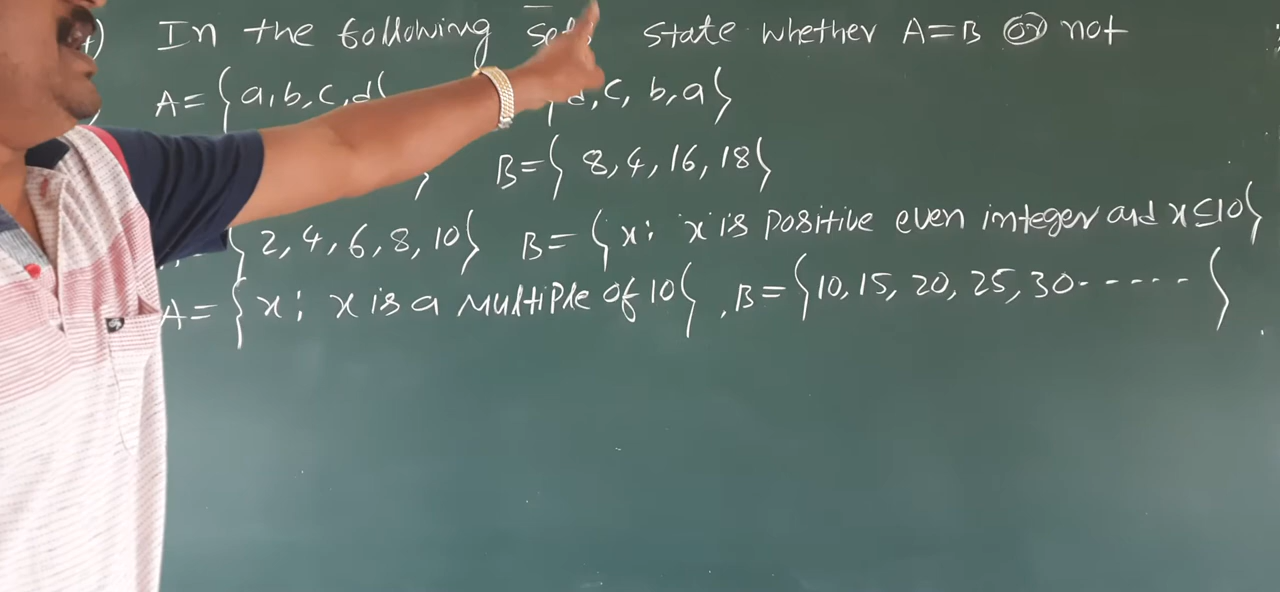 In the following state whether A=B or not
A={a,b,c,d} {d,c, b,a}
B={ 8,4,16,18}
{2,4,6,8,10} B={x: x is positive even integer and x≤10}
A={x: x is a multiple of 10}, B={10,15, 20, 25,30------}